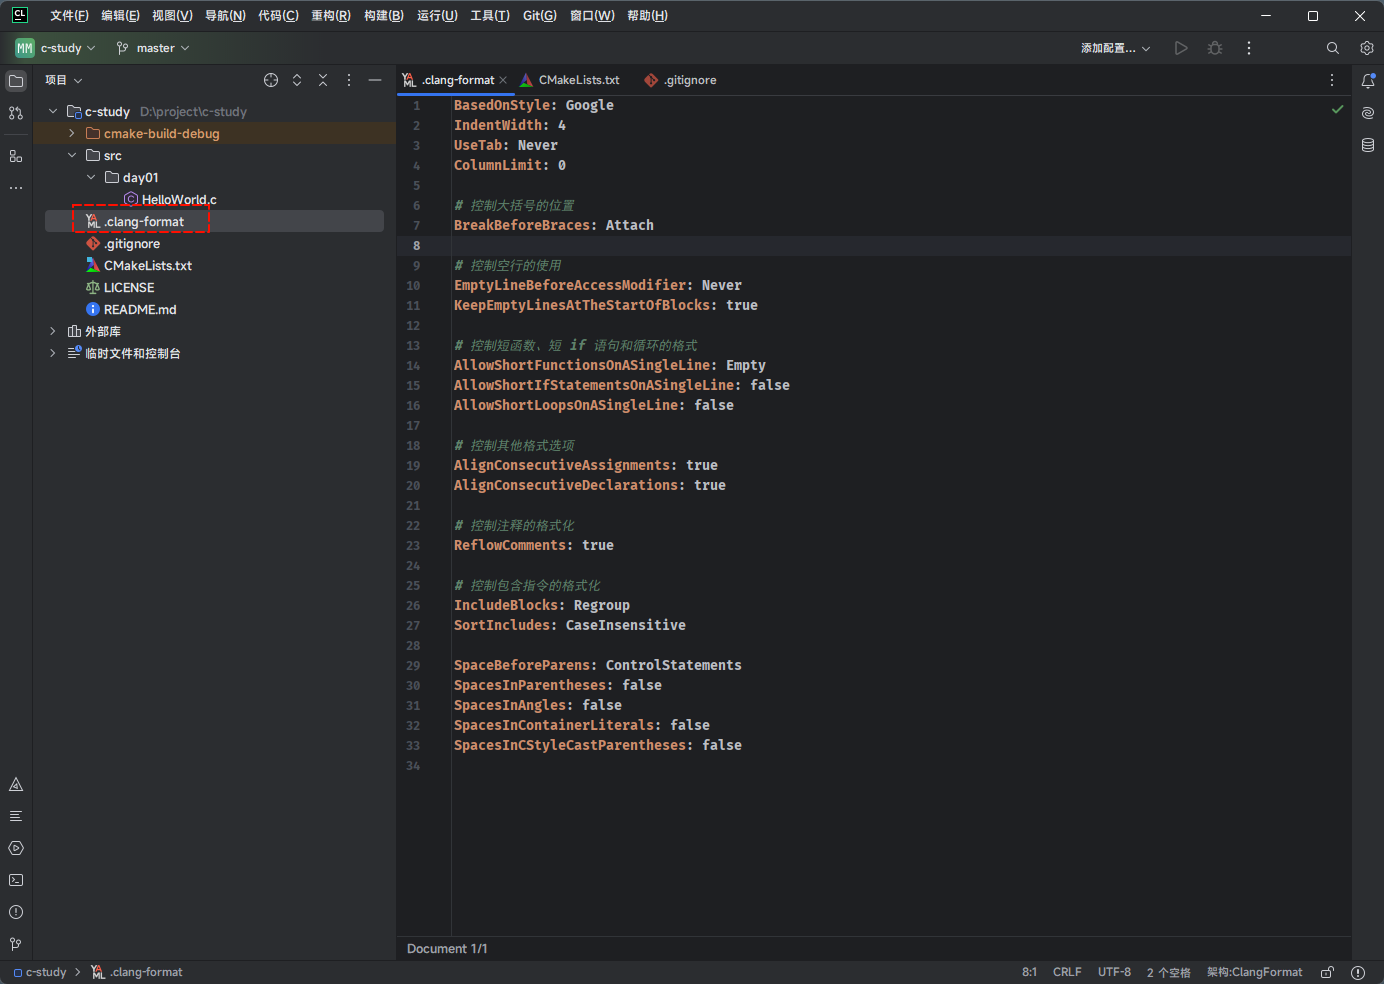 CL 文件(F) 编辑(E) 视图(V) 导航(N) 代码(C) 重构(R) 构建(B) 运行(U) 工具(T) Git(G) 窗口(W) 帮助(H)
MM c-study master 添加配置...
项目
.clang-format CMakeLists.txt .gitignore
c-study D:\project\c-study
cmake-build-debug
src
day01
HelloWorld.c
.clang-format
.gitignore
CMakeLists.txt
LICENSE
README.md
外部库
临时文件和控制台
1 BasedOnStyle: Google
2 IndentWidth: 4
3 UseTab: Never
4 ColumnLimit: 0
5
6 # 控制大括号的位置
7 BreakBeforeBraces: Attach
8
9 # 控制空行的使用
10 EmptyLineBeforeAccessModifier: Never
11 KeepEmptyLinesAtTheStartOfBlocks: true
12
13 # 控制短函数、短 if 语句和循环的格式
14 AllowShortFunctionsOnASingleLine: Empty
15 AllowShortIfStatementsOnASingleLine: false
16 AllowShortLoopsOnASingleLine: false
17
18 # 控制其他格式选项
19 AlignConsecutiveAssignments: true
20 AlignConsecutiveDeclarations: true
21
22 # 控制注释的格式化
23 ReflowComments: true
24
25 # 控制包含指令的格式化
26 IncludeBlocks: Regroup
27 SortIncludes: CaseInsensitive
28
29 SpaceBeforeParens: ControlStatements
30 SpacesInParentheses: false
31 SpacesInAngles: false
32 SpacesInContainerLiterals: false
33 SpacesInCStyleCastParentheses: false
34
Document 1/1
c-study .clang-format 8:1 CRLF UTF-8 2 个空格 架构:ClangFormat